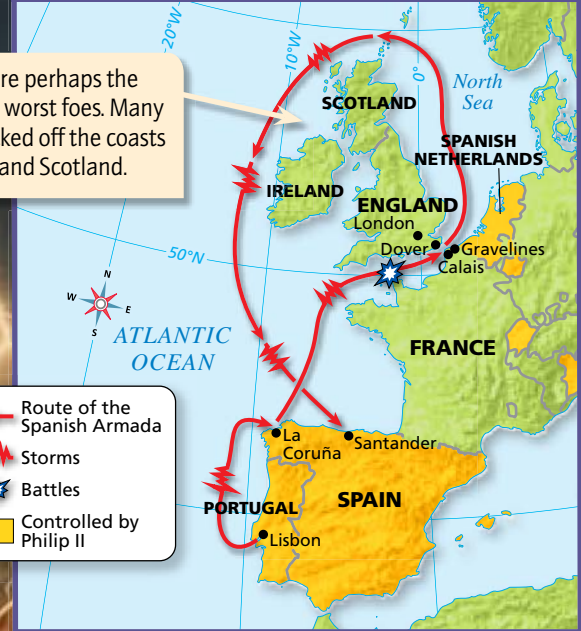 re perhaps the
worst foes. Many
ked off the coasts
and Scotland.
20°W
10°W
0°
North
Sea
SCOTLAND
SPANISH
NETHERLANDS
IRELAND
ENGLAND
London
Dover
Gravelines
Calais
50°N
N
W
E
S
ATLANTIC
OCEAN
FRANCE
Route of the
Spanish Armada
Storms
Battles
Controlled by
Philip II
La
Coruña
Santander
PORTUGAL
SPAIN
Lisbon